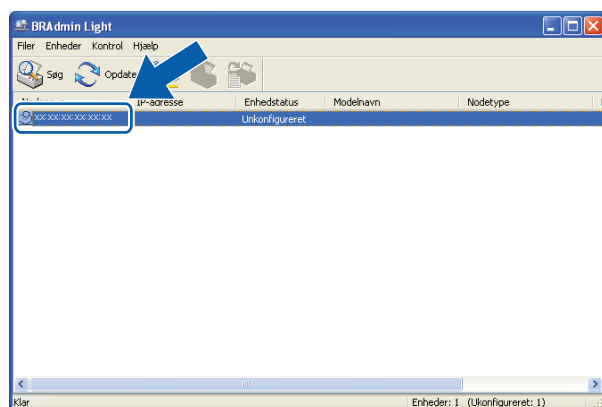 BRAdmin Light
Filer Enheder Kontrol Hjælp
Søg
IP-adresse Enhedstatus Modelnavn Nodetype
xx:xx:xx:xx:xx:xx Unkonfigureret
Klar Enheder: 1 (Ukonfigureret: 1)